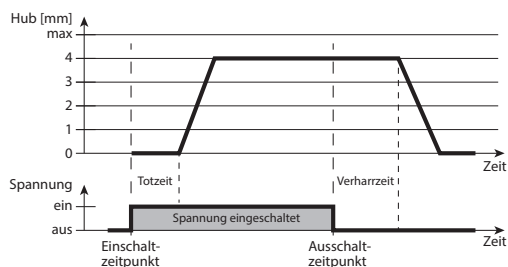 Hub [mm]
max
4
3
2
1
0
Zeit
Spannung
Totzeit
Verharrzeit
ein
Spannung eingeschaltet
aus
Zeit
Einschalt-
zeitpunkt
Ausschalt-
zeitpunkt